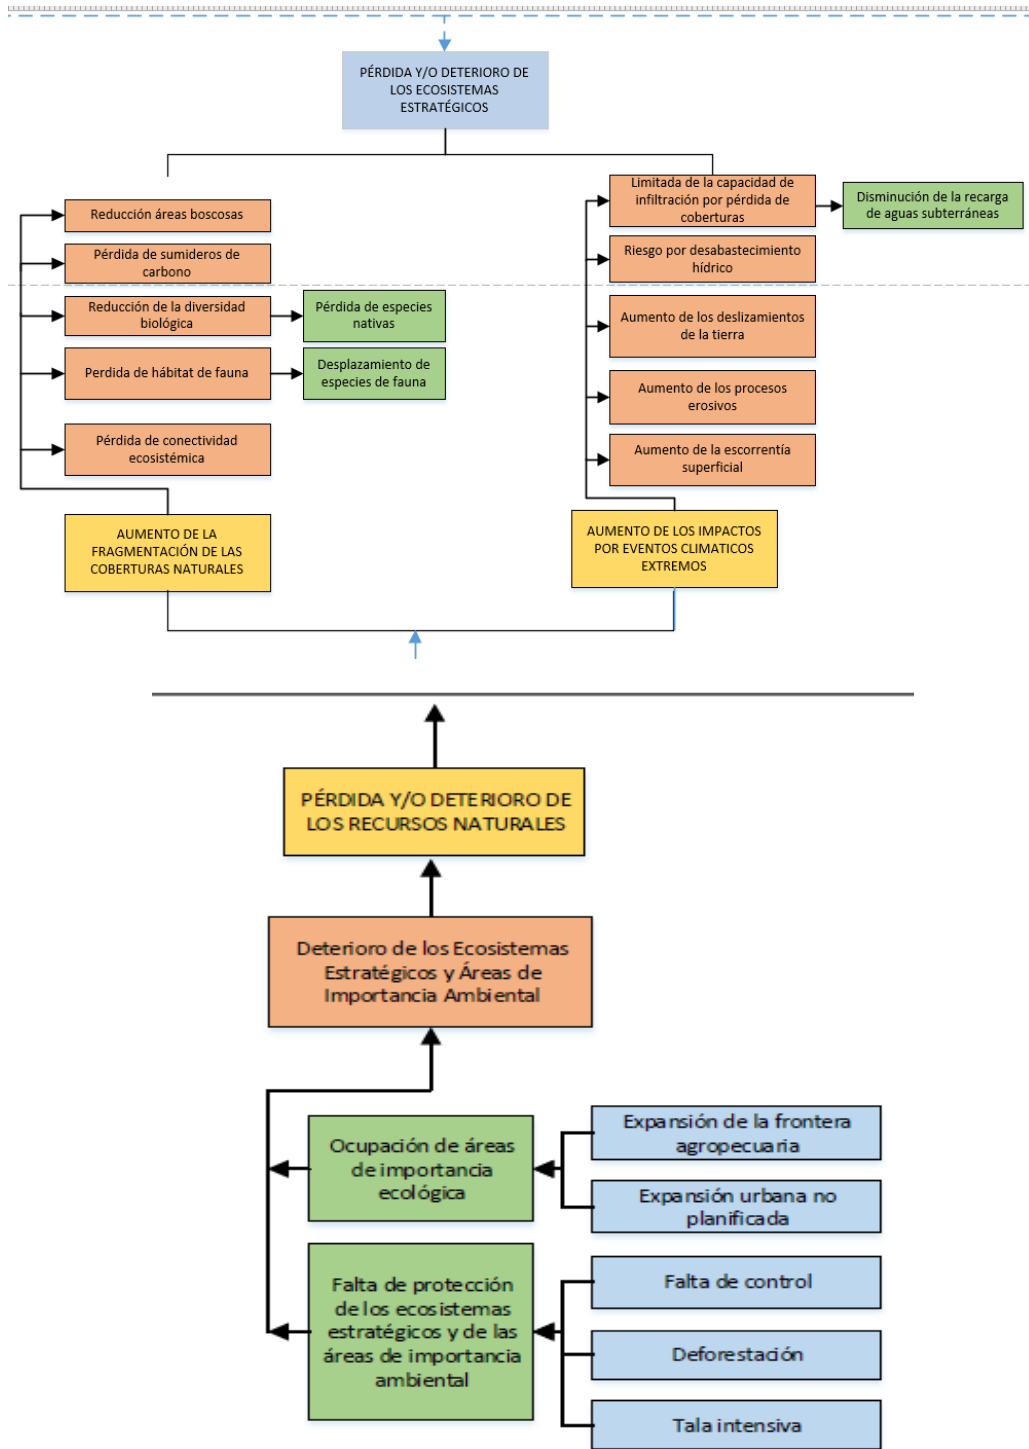 PÉRDIDA Y/O DETERIORO DE
LOS ECOSISTEMAS
ESTRATÉGICOS
Reducción áreas boscosas
Pérdida de sumideros de
carbono
Reducción de la diversidad
biológica
Pérdida de especies
nativas
Perdida de hábitat de fauna
Desplazamiento de
especies de fauna
Pérdida de conectividad
ecosistémica
AUMENTO DE LA
FRAGMENTACIÓN DE LAS
COBERTURAS NATURALES
Limitada de la capacidad de
infiltración por pérdida de
coberturas
Disminución de la recarga
de aguas subterráneas
Riesgo por desabastecimiento
hídrico
Aumento de los deslizamientos
de la tierra
Aumento de los procesos
erosivos
Aumento de la escorrentía
superficial
AUMENTO DE LOS IMPACTOS
POR EVENTOS CLIMATICOS
EXTREMOS
PÉRDIDA Y/O DETERIORO DE
LOS RECURSOS NATURALES
Deterioro de los Ecosistemas
Estratégicos y Áreas de
Importancia Ambiental
Ocupación de áreas
de importancia
ecológica
Expansión de la frontera
agropecuaria
Expansión urbana no
planificada
Falta de protección
de los ecosistemas
estratégicos y de las
áreas de importancia
ambiental
Falta de control
Deforestación
Tala intensiva